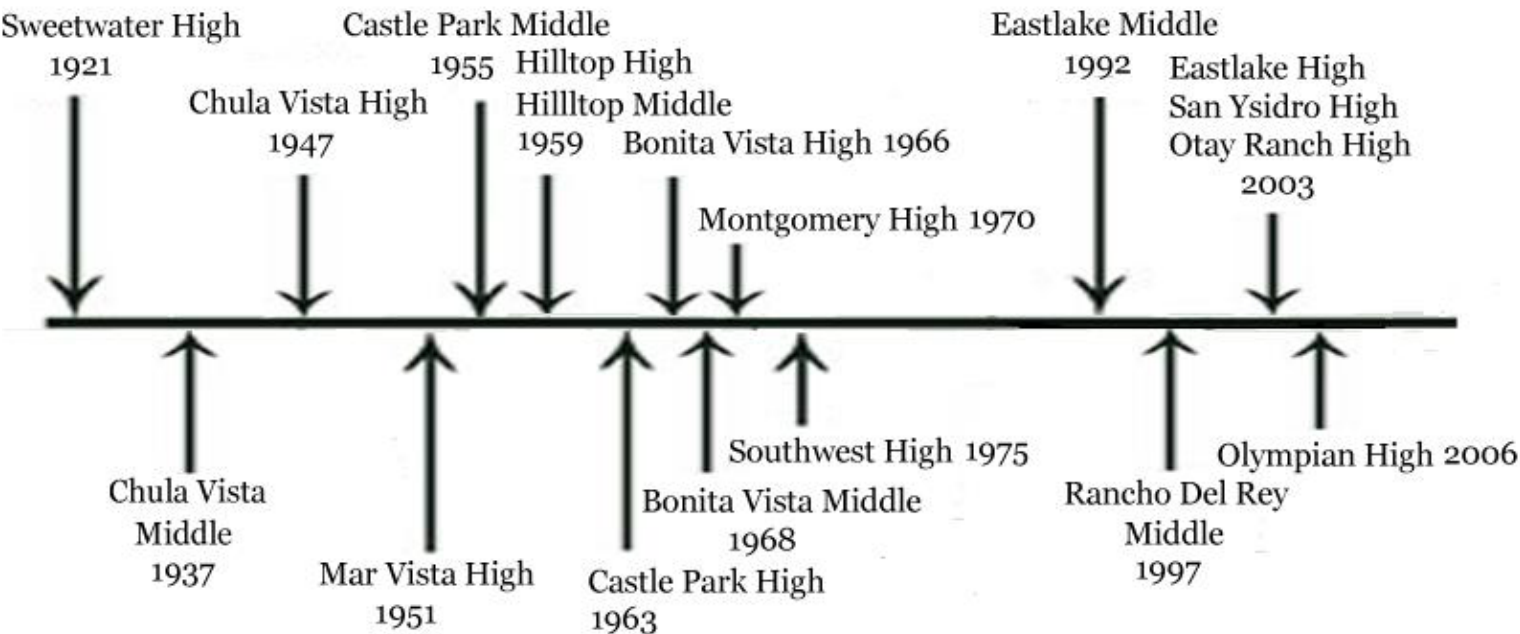 Sweetwater High
1921
Castle Park Middle
1955
Hilltop High
Hillltop Middle
1959
Chula Vista High
1947
Bonita Vista High 1966
Montgomery High 1970
Eastlake Middle
1992
Eastlake High
San Ysidro High
Otay Ranch High
2003
Chula Vista
Middle
1937
Mar Vista High
1951
Castle Park High
1963
Bonita Vista Middle
1968
Southwest High 1975
Rancho Del Rey
Middle
1997
Olympian High 2006